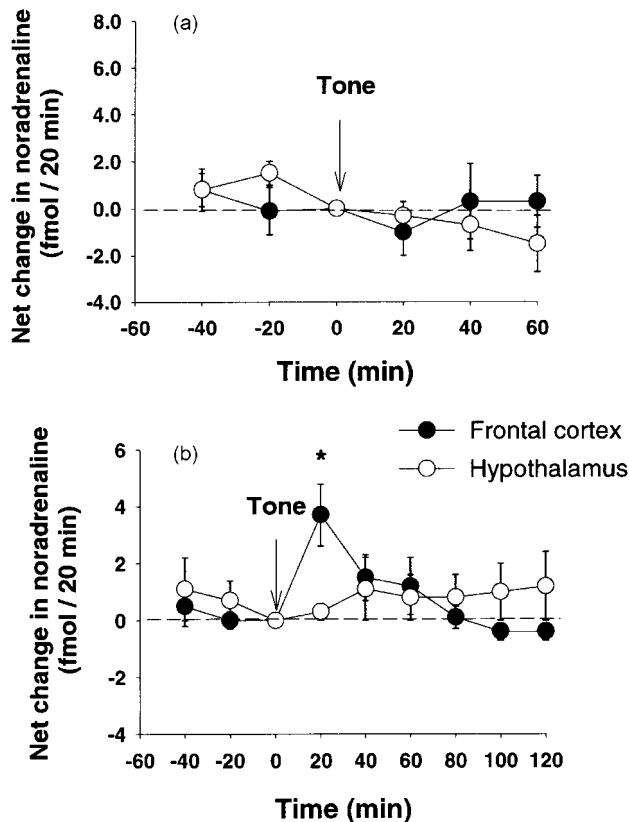 (a)
8.0
6.0
4.0
2.0
0.0
-2.0
-4.0
Net change in noradrenaline
(fmol / 20 min)
Tone
-60 -40 -20 0 20 40 60
Time (min)
Frontal cortex
Hypothalamus
(b)
6
4
2
0
-2
-4
Net change in noradrenaline
(fmol / 20 min)
*
Tone
-60 -40 -20 0 20 40 60 80 100 120
Time (min)